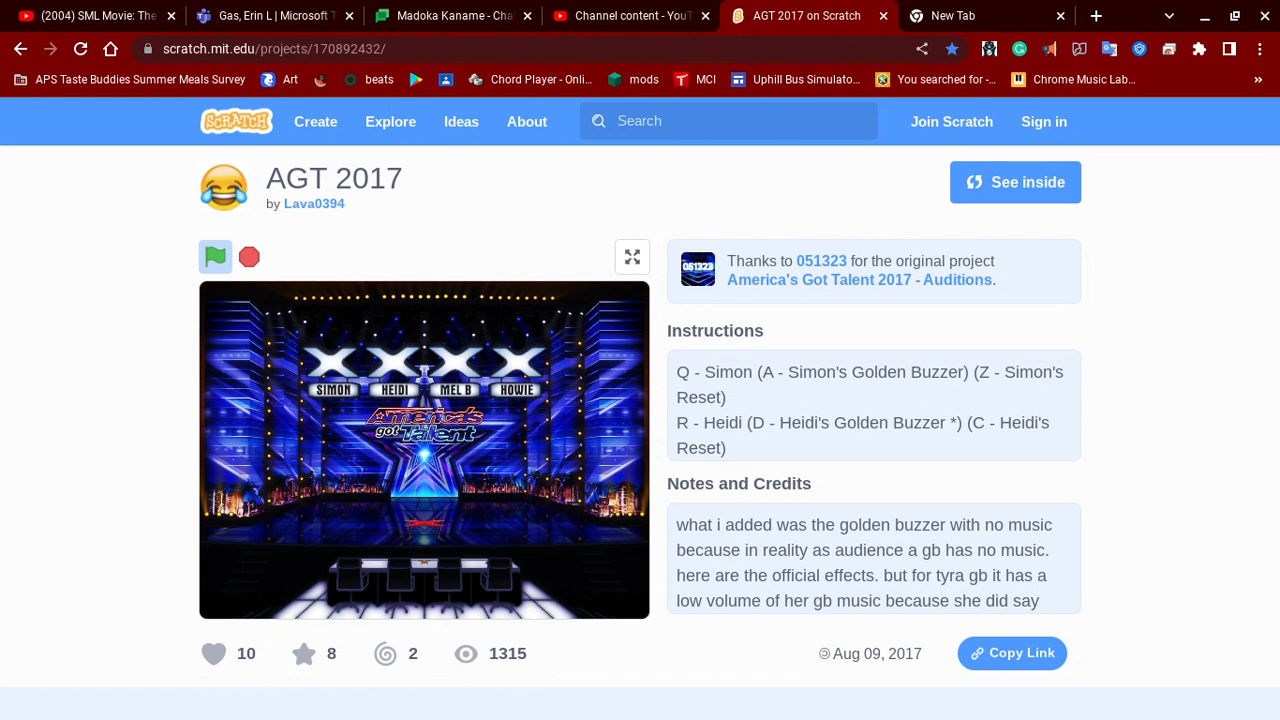 (2004) SML Movie: The
Gas, Erin L | Microsoft T
Madoka Kaname - Cha
Channel content - YouT
AGT 2017 on Scratch
New Tab
scratch.mit.edu/projects/170892432/
APS Taste Buddies Summer Meals Survey
Art
beats
Chord Player - Onli…
mods
MCI
Uphill Bus Simulato…
You searched for -…
Chrome Music Lab…
SCRATCH
Create
Explore
Ideas
About
Search
Join Scratch
Sign in
AGT 2017
by Lava0394
See inside
Thanks to 051323 for the original project
America's Got Talent 2017 - Auditions.
051323
SIMON
HEIDI
MEL B
HOWIE
America's
got Talent
Instructions
Q - Simon (A - Simon's Golden Buzzer) (Z - Simon's
Reset)
R - Heidi (D - Heidi's Golden Buzzer *) (C - Heidi's
Reset)
Notes and Credits
what i added was the golden buzzer with no music
because in reality as audience a gb has no music.
here are the official effects. but for tyra gb it has a
low volume of her gb music because she did say
10
8
2
1315
Aug 09, 2017
Copy Link